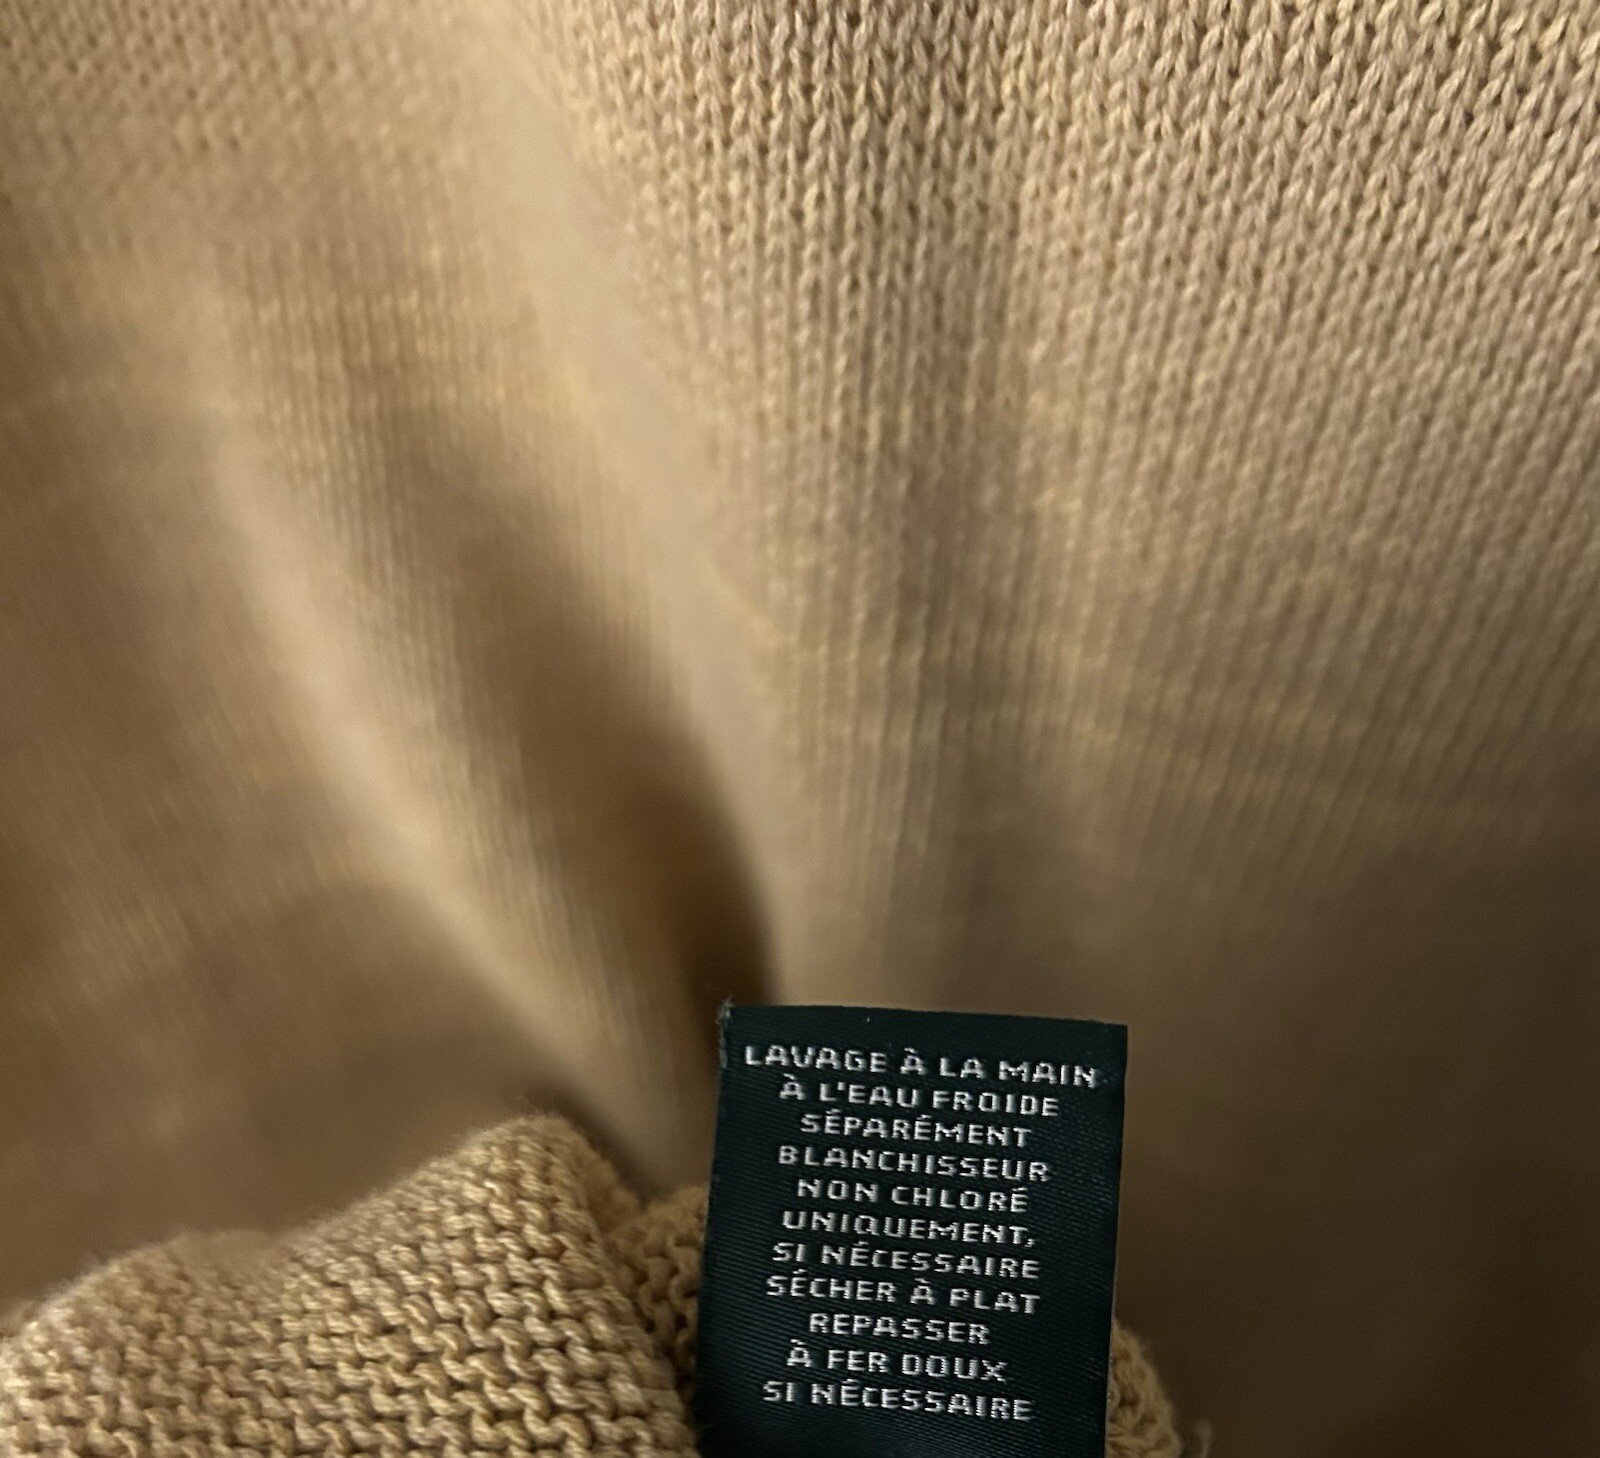 LAVAGE À LA MAIN
À L'EAU FROIDE
SÉPARÉMENT
BLANCHISSEUR
NON CHLORÉ
UNIQUEMENT,
SI NÉCESSAIRE
SÉCHER À PLAT
REPASSER
À FER DOUX
SI NÉCESSAIRE